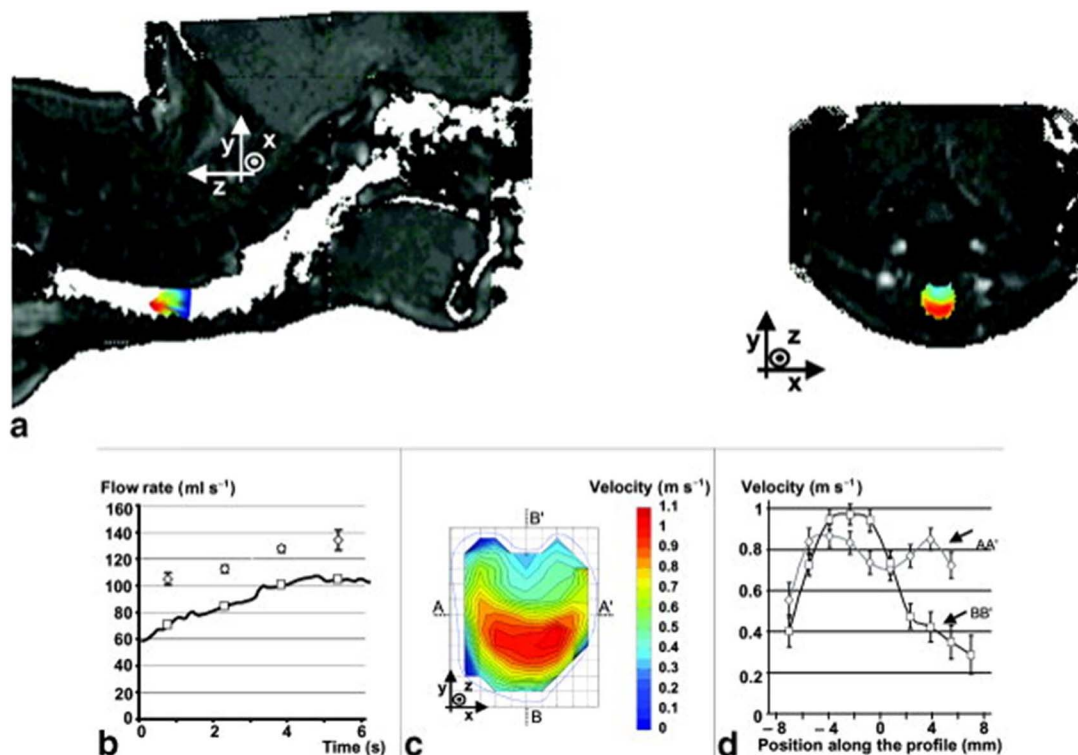 y
x
z
y
z
x
a
Flow rate (ml s⁻¹)
160
140
120
100
80
60
40
20
0
0
2
4
6
b
Time (s)
Velocity (m s⁻¹)
1.1
1
0.9
0.8
0.7
0.6
0.5
0.4
0.3
0.2
0.1
0
B'
A
A'
B
y
z
x
c
Velocity (m s⁻¹)
1
0.8
0.6
0.4
0.2
0
AA'
BB'
−8
−4
0
4
8
d
Position along the profile (mm)